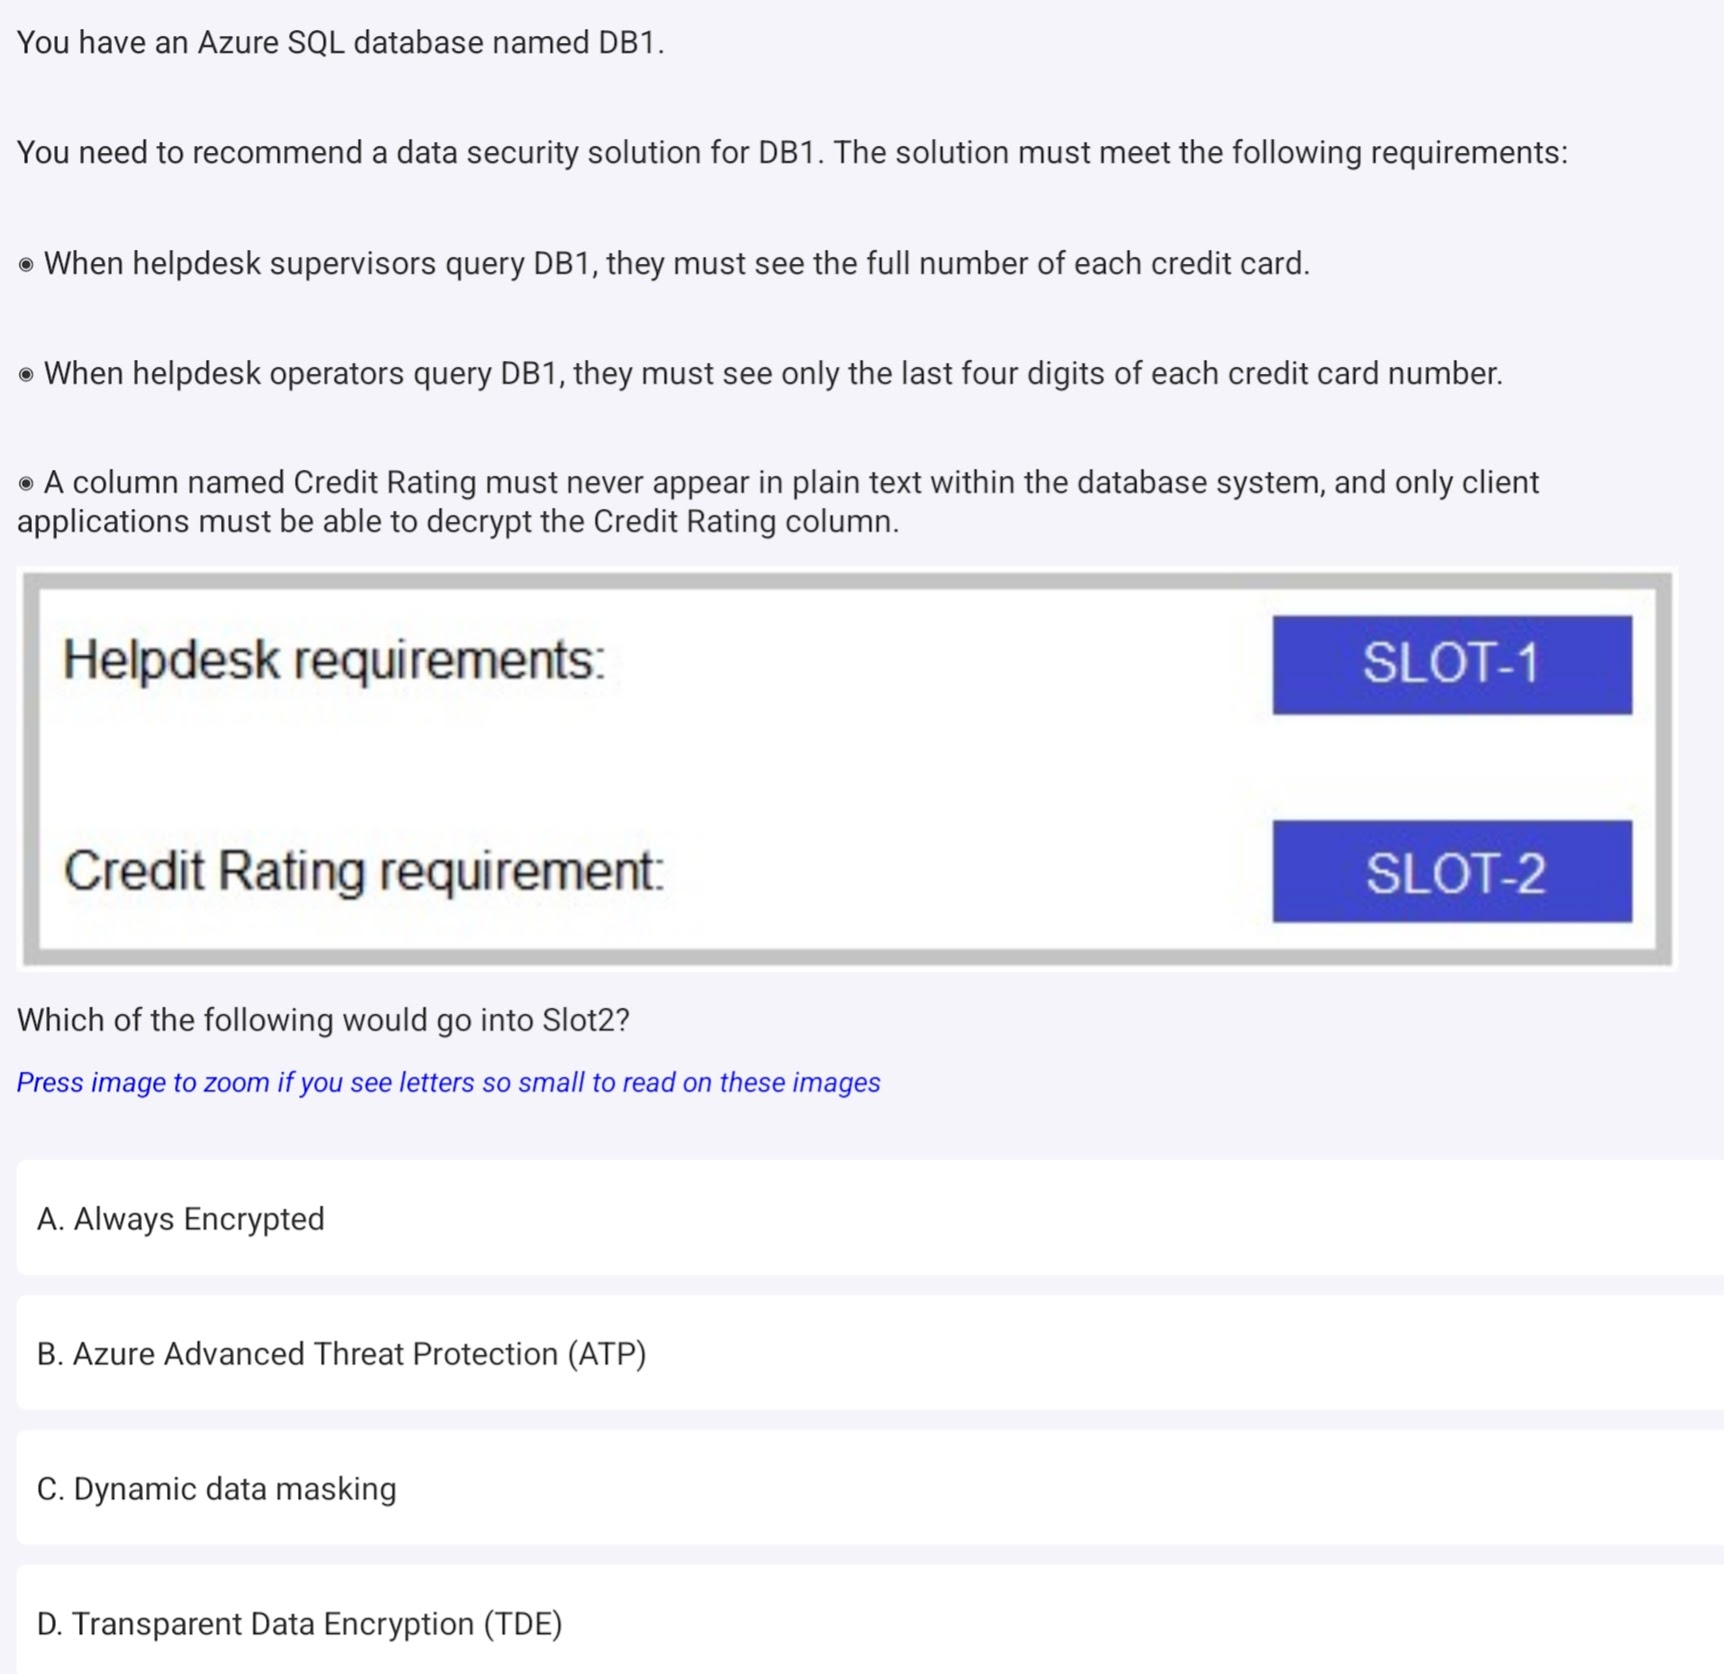 You have an Azure SQL database named DB1.
You need to recommend a data security solution for DB1. The solution must meet the following requirements:
◉ When helpdesk supervisors query DB1, they must see the full number of each credit card.
◉ When helpdesk operators query DB1, they must see only the last four digits of each credit card number.
◉ A column named Credit Rating must never appear in plain text within the database system, and only client
applications must be able to decrypt the Credit Rating column.
Helpdesk requirements: SLOT-1
Credit Rating requirement: SLOT-2
Which of the following would go into Slot2?
Press image to zoom if you see letters so small to read on these images
A. Always Encrypted
B. Azure Advanced Threat Protection (ATP)
C. Dynamic data masking
D. Transparent Data Encryption (TDE)